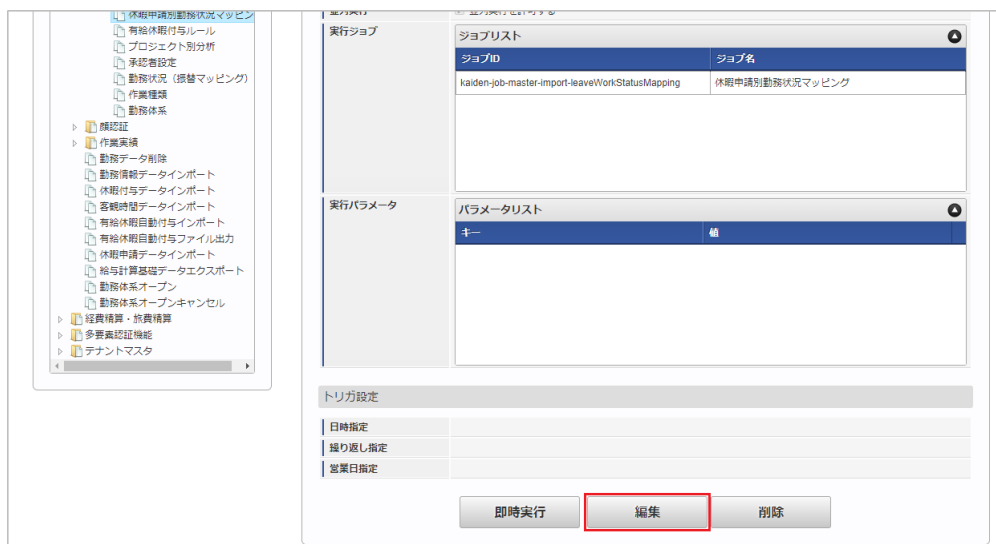 休暇申請別勤務状況マッピン
有給休暇付与ルール
プロジェクト別分析
承認者設定
勤務状況（振替マッピング）
作業種類
勤務体系
顔認証
作業実績
勤務データ削除
勤務情報データインポート
休暇付与データインポート
客観時間データインポート
有給休暇自動付与インポート
有給休暇自動付与ファイル出力
休暇申請データインポート
給与計算基礎データエクスポート
勤務体系オープン
勤務体系オープンキャンセル
経費精算・旅費精算
多要素認証機能
テナントマスタ
並列実行 並列実行を許可する
実行ジョブ
ジョブリスト
ジョブID ジョブ名
kaiden-job-master-import-leaveWorkStatusMapping 休暇申請別勤務状況マッピング
実行パラメータ
パラメータリスト
キー 値
トリガ設定
日時指定
繰り返し指定
営業日指定
即時実行 編集 削除